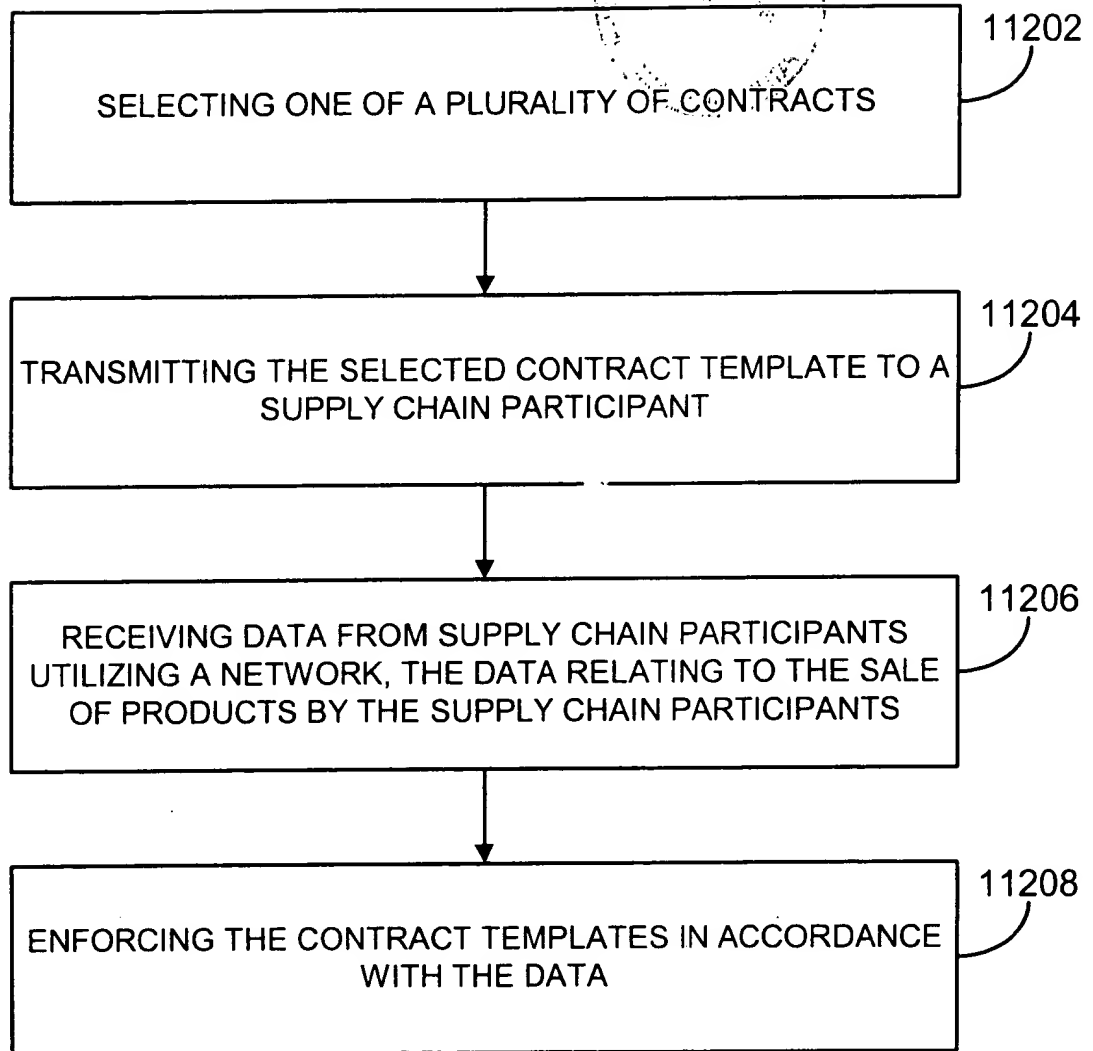 11202
SELECTING ONE OF A PLURALITY OF CONTRACTS
11204
TRANSMITTING THE SELECTED CONTRACT TEMPLATE TO A
SUPPLY CHAIN PARTICIPANT
11206
RECEIVING DATA FROM SUPPLY CHAIN PARTICIPANTS
UTILIZING A NETWORK, THE DATA RELATING TO THE SALE
OF PRODUCTS BY THE SUPPLY CHAIN PARTICIPANTS
11208
ENFORCING THE CONTRACT TEMPLATES IN ACCORDANCE
WITH THE DATA